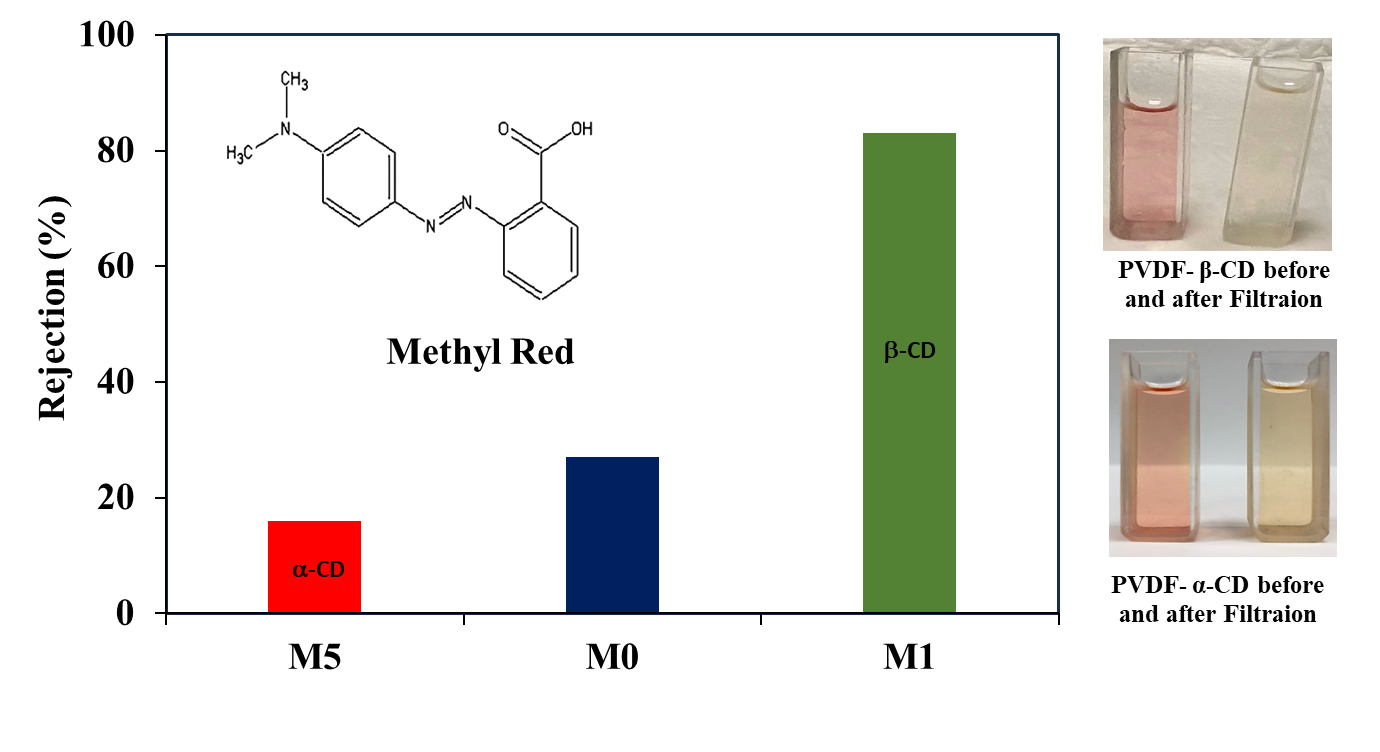 100
80
60
40
20
0
Rejection (%)
CH3
N
H3C
O
OH
N
N
Methyl Red
α-CD
β-CD
M5
M0
M1
PVDF- β-CD before
and after Filtraion
PVDF- α-CD before
and after Filtraion